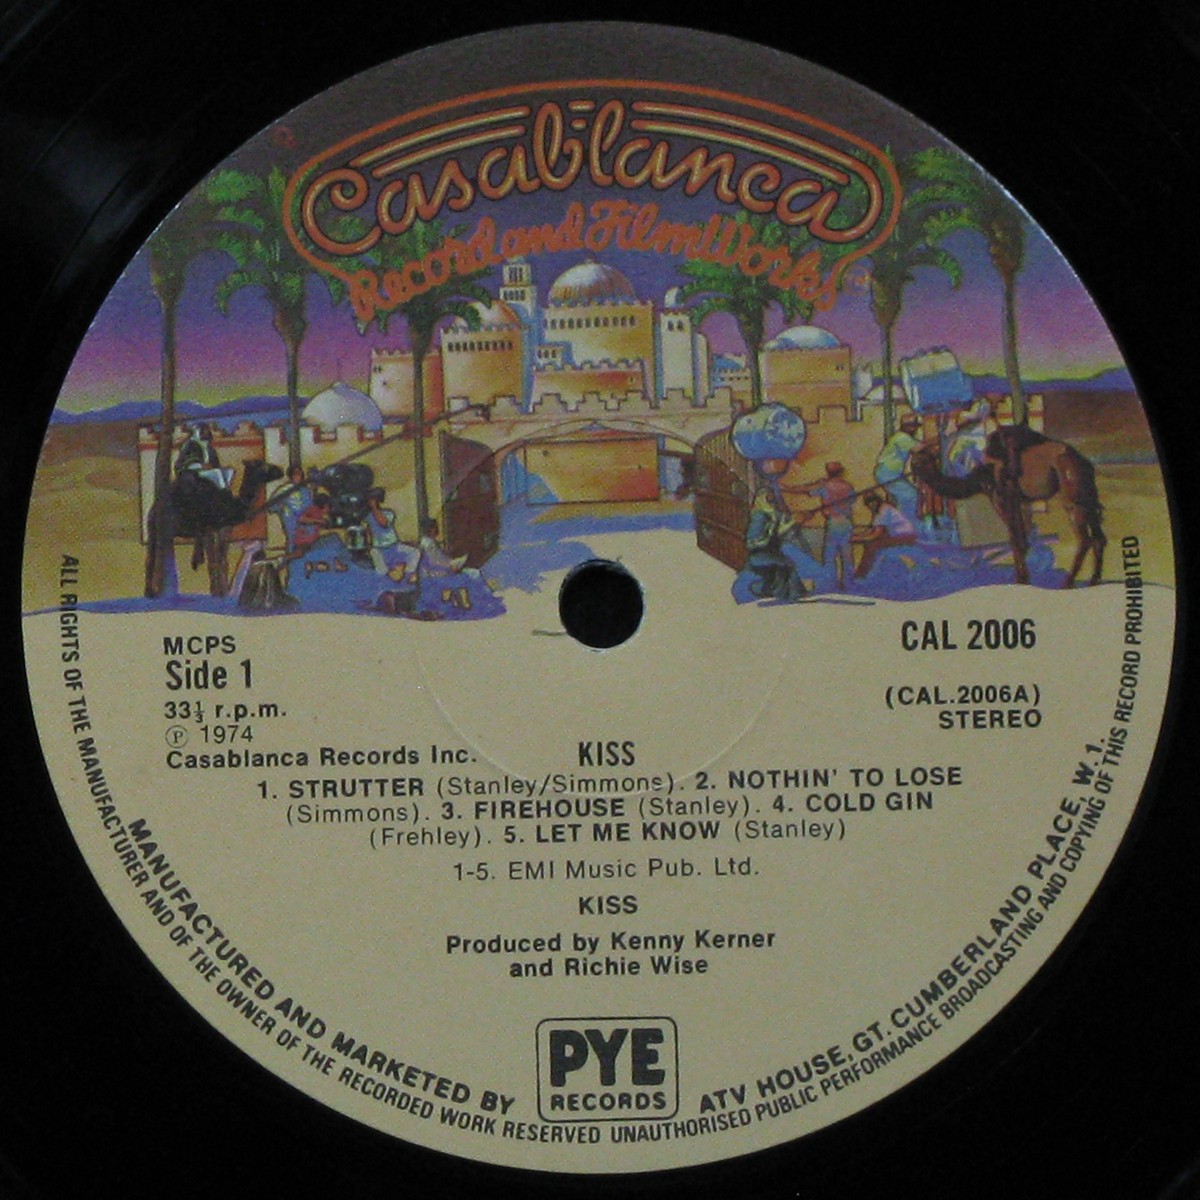 Casablanca
Record and FilmWorks
MCPS
Side 1
33⅓ r.p.m.
Ⓟ 1974
Casablanca Records Inc.
CAL 2006
(CAL.2006A)
STEREO
KISS
1. STRUTTER (Stanley/Simmons). 2. NOTHIN' TO LOSE
(Simmons). 3. FIREHOUSE (Stanley). 4. COLD GIN
(Frehley). 5. LET ME KNOW (Stanley)
1-5. EMI Music Pub. Ltd.
KISS
Produced by Kenny Kerner
and Richie Wise
PYE
RECORDS
MANUFACTURED AND MARKETED BY
ATV HOUSE, GT. CUMBERLAND PLACE, W.1.
ALL RIGHTS OF THE MANUFACTURER AND OF THE OWNER OF THE RECORDED WORK RESERVED UNAUTHORISED PUBLIC PERFORMANCE BROADCASTING AND COPYING OF THIS RECORD PROHIBITED